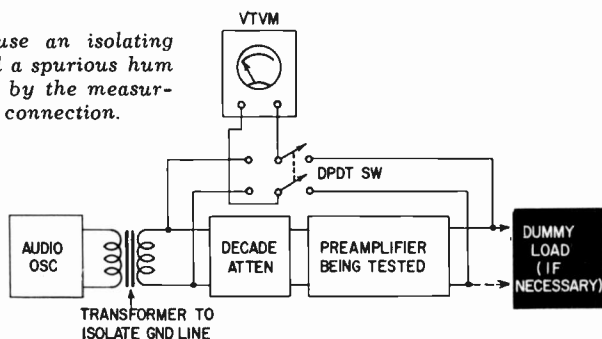 VTVM
use an isolating
a spurious hum
by the measur-
connection.
DPDT SW
AUDIO
OSC
DECADE
ATTEN
PREAMPLIFIER
BEING TESTED
DUMMY
LOAD
(IF
NECESSARY)
TRANSFORMER TO
ISOLATE GND LINE